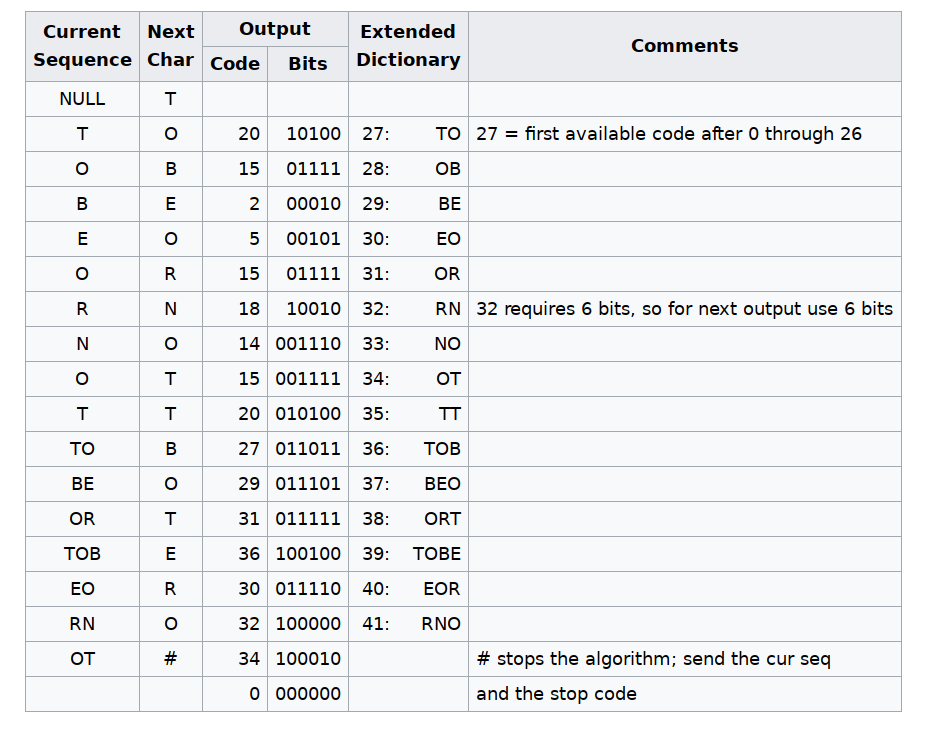 Current Sequence Next Char Output Extended Dictionary Comments
Code Bits
NULL T
T O 20 10100 27: TO 27 = first available code after 0 through 26
O B 15 01111 28: OB
B E 2 00010 29: BE
E O 5 00101 30: EO
O R 15 01111 31: OR
R N 18 10010 32: RN 32 requires 6 bits, so for next output use 6 bits
N O 14 001110 33: NO
O T 15 001111 34: OT
T T 20 010100 35: TT
TO B 27 011011 36: TOB
BE O 29 011101 37: BEO
OR T 31 011111 38: ORT
TOB E 36 100100 39: TOBE
EO R 30 011110 40: EOR
RN O 32 100000 41: RNO
OT # 34 100010 # stops the algorithm; send the cur seq
0 000000 and the stop code